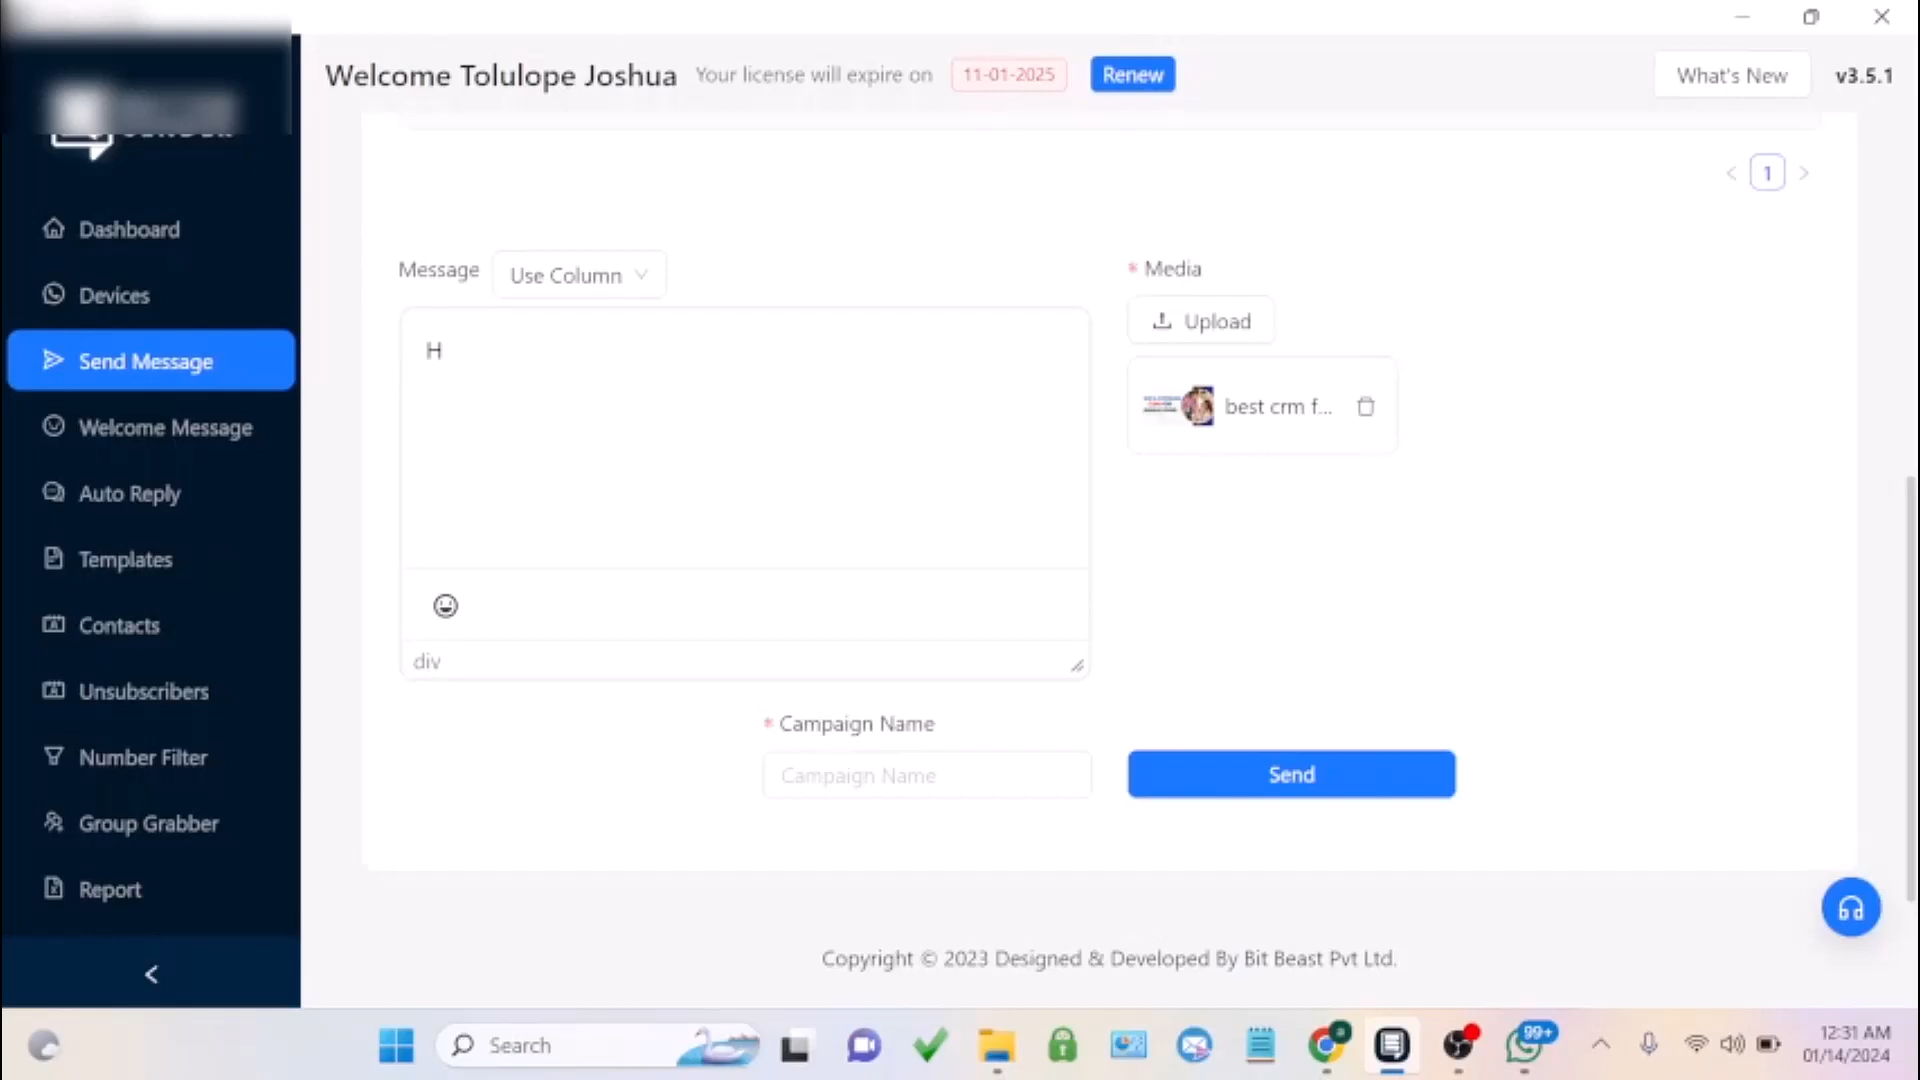 Welcome Tolulope Joshua Your license will expire on 11-01-2025 Renew What's New v3.5.1
1
Dashboard
Devices
Send Message
Welcome Message
Auto Reply
Templates
Contacts
Unsubscribers
Number Filter
Group Grabber
Report
Message Use Column
H
div
* Media
Upload
best crm f...
* Campaign Name
Campaign Name
Send
Copyright © 2023 Designed & Developed By Bit Beast Pvt Ltd.
Search
99+
12:31 AM
01/14/2024